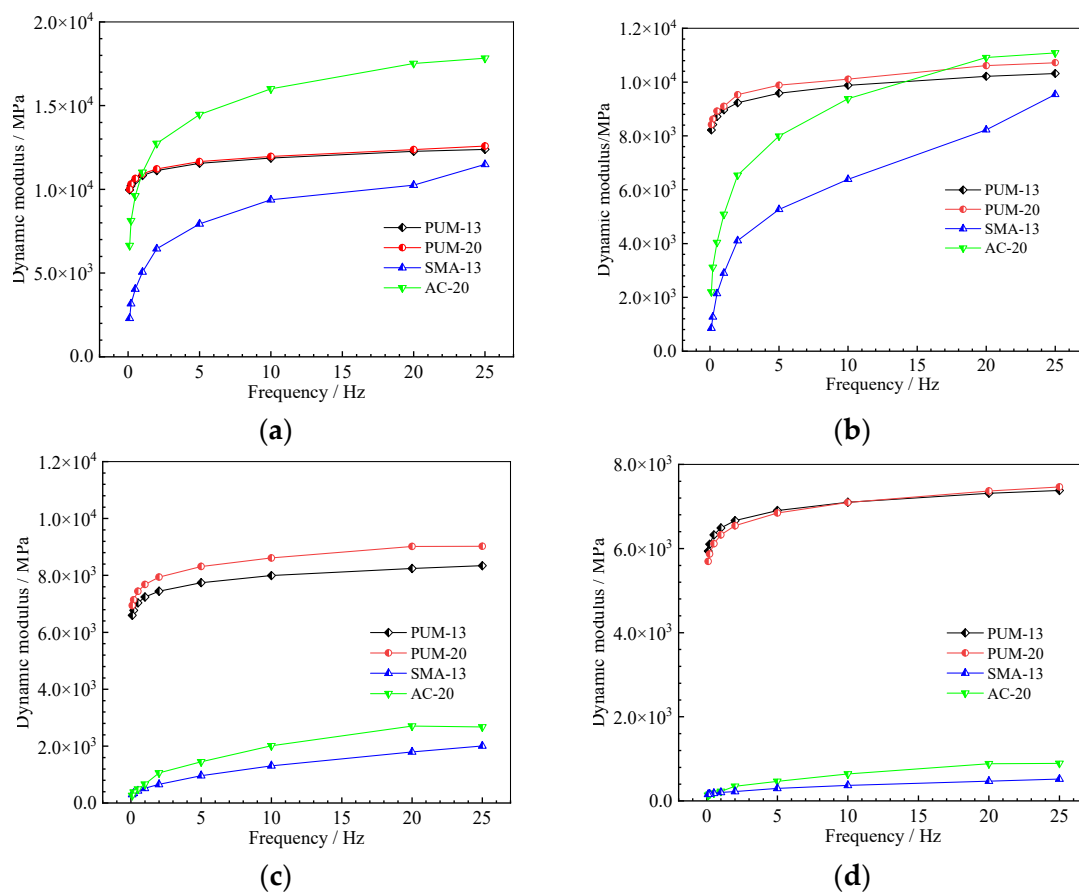 2.0×10⁴
1.5×10⁴
1.0×10⁴
5.0×10³
0.0
Dynamic modulus / MPa
PUM-13
PUM-20
SMA-13
AC-20
0 5 10 15 20 25
Frequency / Hz
(a)
1.2×10⁴
1.0×10⁴
8.0×10³
6.0×10³
4.0×10³
2.0×10³
0.0
Dynamic modulus/MPa
PUM-13
PUM-20
SMA-13
AC-20
0 5 10 15 20 25
Frequency / Hz
(b)
1.2×10⁴
1.0×10⁴
8.0×10³
6.0×10³
4.0×10³
2.0×10³
0.0
Dynamic modulus / MPa
PUM-13
PUM-20
SMA-13
AC-20
0 5 10 15 20 25
Frequency / Hz
(c)
8.0×10³
6.0×10³
4.0×10³
2.0×10³
0.0
Dynamic modulus / MPa
PUM-13
PUM-20
SMA-13
AC-20
0 5 10 15 20 25
Frequency / Hz
(d)